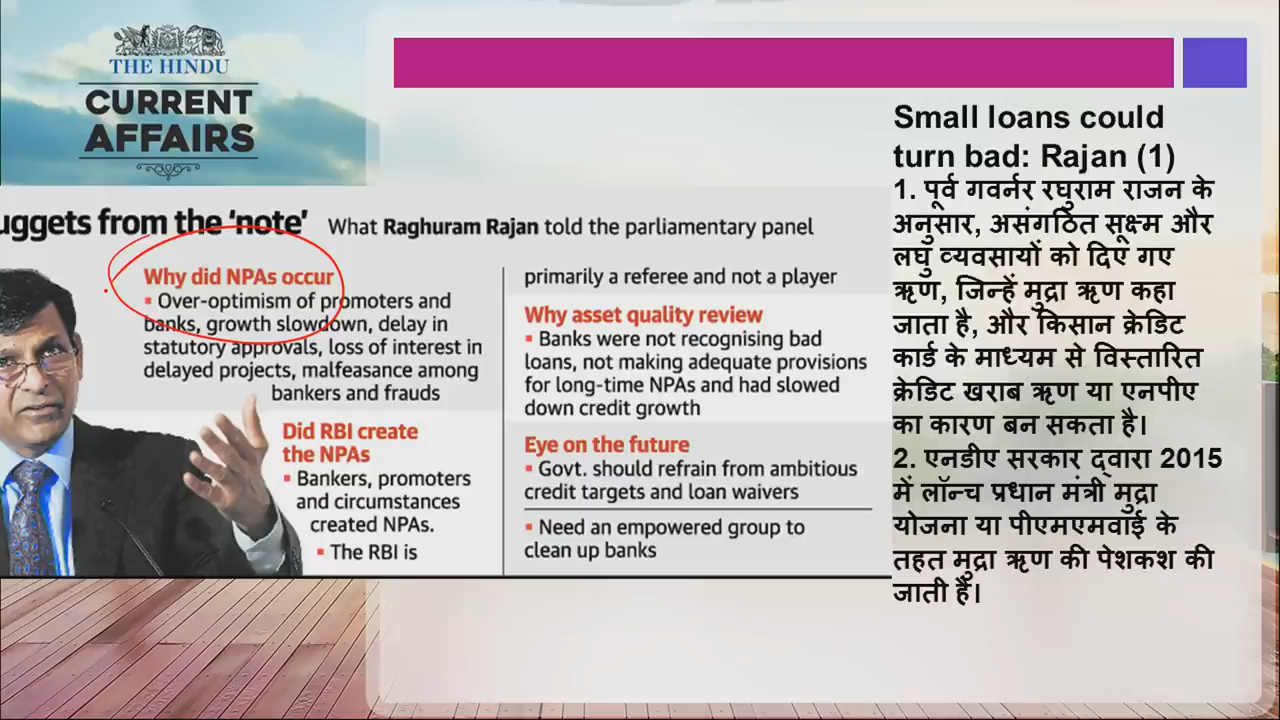 THE HINDU
CURRENT
AFFAIRS
uggets from the 'note'
What Raghuram Rajan told the parliamentary panel
Why did NPAs occur
▪ Over-optimism of promoters and
banks, growth slowdown, delay in
statutory approvals, loss of interest in
delayed projects, malfeasance among
bankers and frauds
Did RBI create
the NPAs
▪ Bankers, promoters
and circumstances
created NPAs.
▪ The RBI is
primarily a referee and not a player
Why asset quality review
▪ Banks were not recognising bad
loans, not making adequate provisions
for long-time NPAs and had slowed
down credit growth
Eye on the future
▪ Govt. should refrain from ambitious
credit targets and loan waivers
▪ Need an empowered group to
clean up banks
Small loans could
turn bad: Rajan (1)
1. पूर्व गवर्नर रघुराम राजन के
अनुसार, असंगठित सूक्ष्म और
लघु व्यवसायों को दिए गए
ऋण, जिन्हें मुद्रा ऋण कहा
जाता है, और किसान क्रेडिट
कार्ड के माध्यम से विस्तारित
क्रेडिट खराब ऋण या एनपीए
का कारण बन सकता है।
2. एनडीए सरकार द्वारा 2015
में लॉन्च प्रधान मंत्री मुद्रा
योजना या पीएमएमवाई के
तहत मुद्रा ऋण की पेशकश की
जाती है।